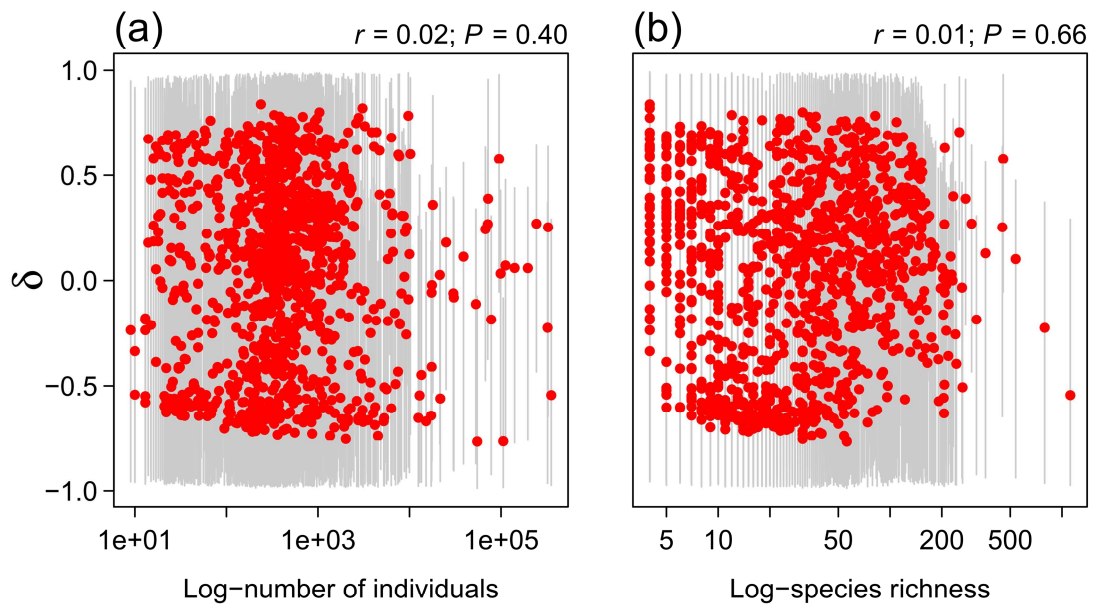 (a)
r = 0.02; P = 0.40
(b)
r = 0.01; P = 0.66
δ
1.0
0.5
0.0
−0.5
−1.0
1e+01 1e+03 1e+05
5 10 50 200 500
Log−number of individuals
Log−species richness